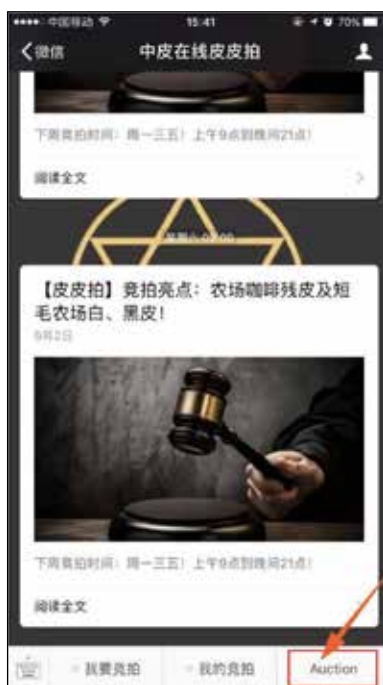 中国移动 15:41 70%
微信 中皮在线皮皮拍
下周竞拍时间：周一三五！上午9点到晚间21点！
阅读全文
【皮皮拍】竞拍亮点：农场咖啡残皮及短
毛农场白、黑皮！
9月2日
下周竞拍时间：周一三五！上午9点到晚间21点！
阅读全文
我要竞拍 我的竞拍 Auction